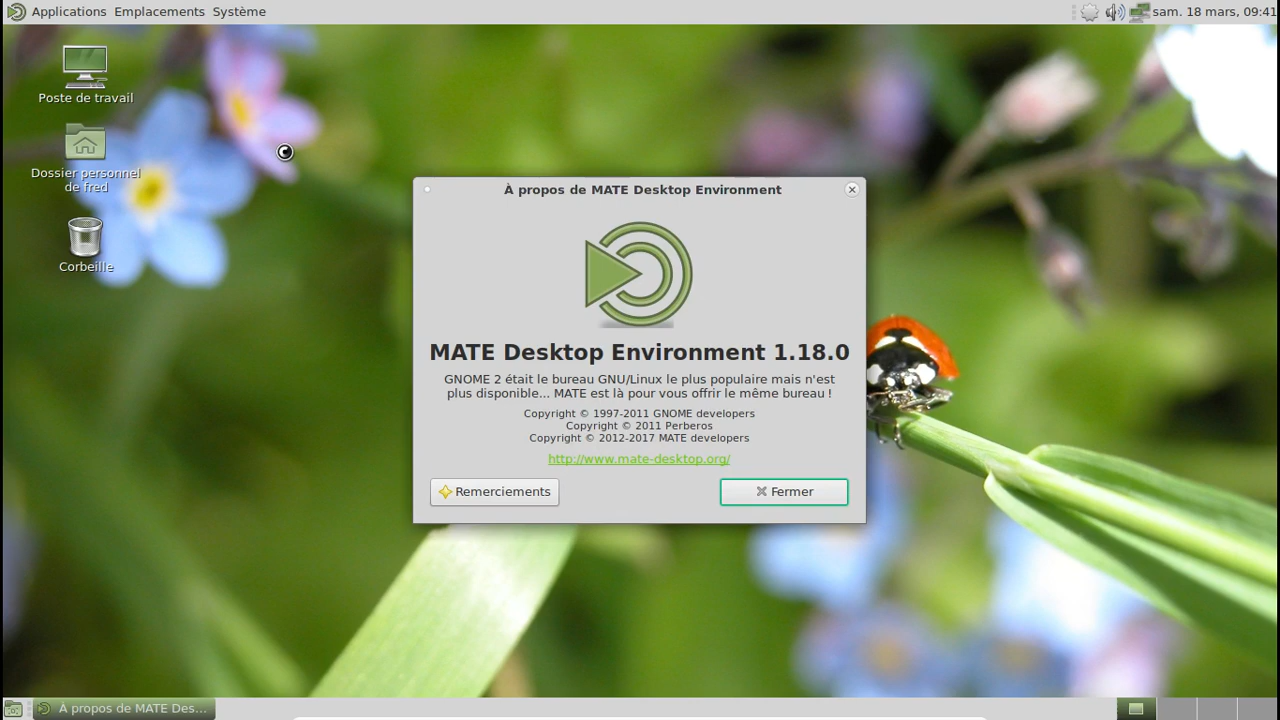 Applications Emplacements Système
sam. 18 mars, 09:41
Poste de travail
Dossier personnel
de fred
Corbeille
À propos de MATE Desktop Environment
MATE Desktop Environment 1.18.0
GNOME 2 était le bureau GNU/Linux le plus populaire mais n'est
plus disponible... MATE est là pour vous offrir le même bureau !
Copyright © 1997-2011 GNOME developers
Copyright © 2011 Perberos
Copyright © 2012-2017 MATE developers
http://www.mate-desktop.org/
Remerciements
Fermer
À propos de MATE Des...